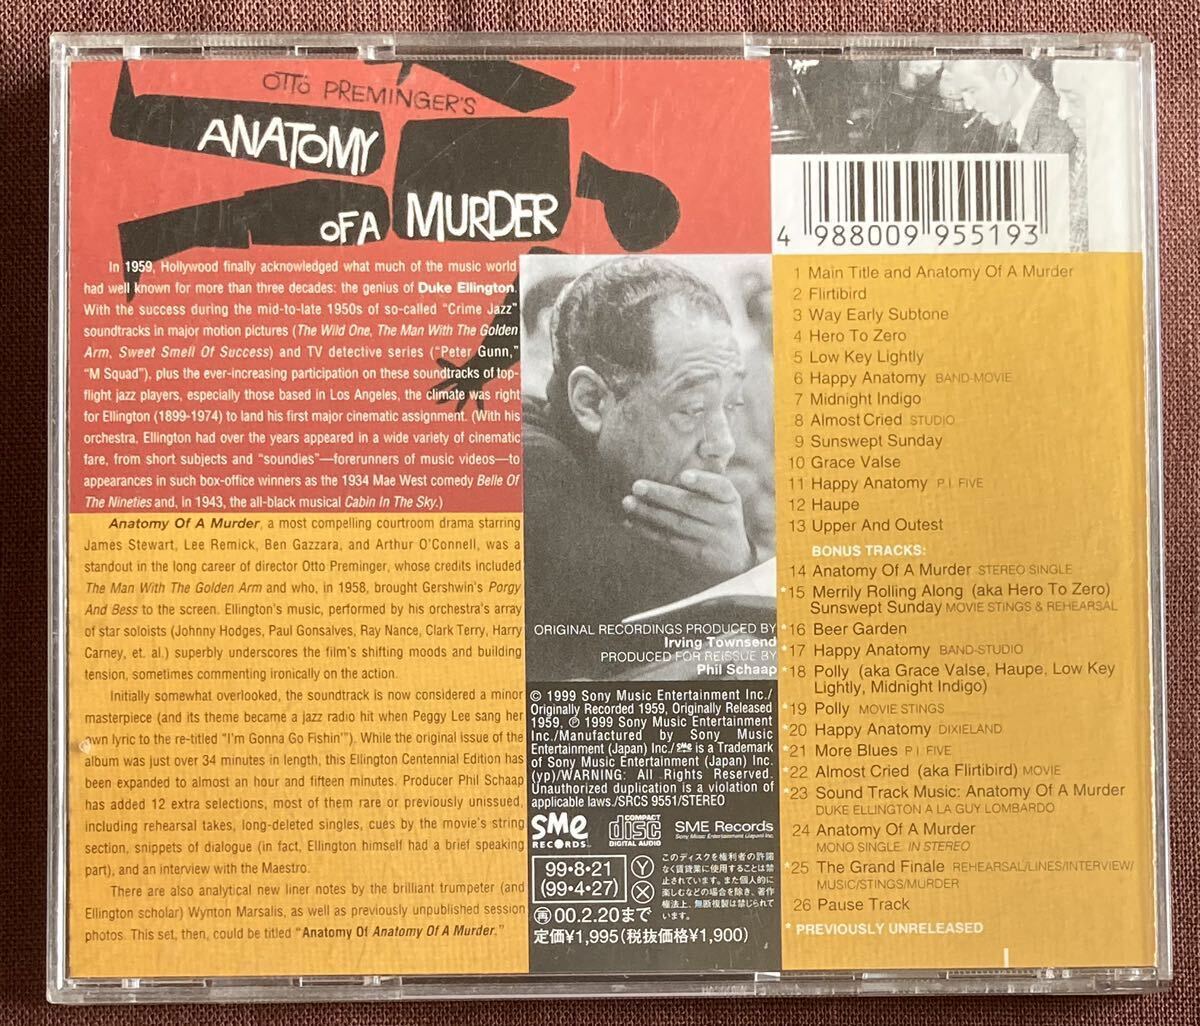 OTTO PREMINGER'S
ANATOMY
OF A MURDER
In 1959, Hollywood finally acknowledged what much of the music world
had well known for more than three decades: the genius of Duke Ellington.
With the success during the mid-to-late 1950s of so-called "Crime Jazz"
soundtracks in major motion pictures (The Wild One, The Man With The Golden
Arm, Sweet Smell Of Success) and TV detective series ("Peter Gunn,"
"M Squad"), plus the ever-increasing participation on these soundtracks of top-
flight jazz players, especially those based in Los Angeles, the climate was right
for Ellington (1899-1974) to land his first major cinematic assignment. (With his
orchestra, Ellington had over the years appeared in a wide variety of cinematic
fare, from short subjects and "soundies"—forerunners of music videos—to
appearances in such box-office winners as the 1934 Mae West comedy Belle Of
The Nineties and, in 1943, the all-black musical Cabin In The Sky.)
Anatomy Of A Murder, a most compelling courtroom drama starring
James Stewart, Lee Remick, Ben Gazzara, and Arthur O'Connell, was a
standout in the long career of director Otto Preminger, whose credits included
The Man With The Golden Arm and who, in 1958, brought Gershwin's Porgy
And Bess to the screen. Ellington's music, performed by his orchestra's array
of star soloists (Johnny Hodges, Paul Gonsalves, Ray Nance, Clark Terry, Harry
Carney, et. al.) superbly underscores the film's shifting moods and building
tension, sometimes commenting ironically on the action.
Initially somewhat overlooked, the soundtrack is now considered a minor
masterpiece (and its theme became a jazz radio hit when Peggy Lee sang her
own lyric to the re-titled "I'm Gonna Go Fishin'"). While the original issue of the
album was just over 34 minutes in length, this Ellington Centennial Edition has
been expanded to almost an hour and fifteen minutes. Producer Phil Schaap
has added 12 extra selections, most of them rare or previously unissued,
including rehearsal takes, long-deleted singles, cues by the movie's string
section, snippets of dialogue (in fact, Ellington himself had a brief speaking
part), and an interview with the Maestro.
There are also analytical new liner notes by the brilliant trumpeter (and
Ellington scholar) Wynton Marsalis, as well as previously unpublished session
photos. This set, then, could be titled "Anatomy Of Anatomy Of A Murder."
ORIGINAL RECORDINGS PRODUCED BY
Irving Townsend
PRODUCED FOR REISSUE BY
Phil Schaap
© 1999 Sony Music Entertainment Inc./
Originally Recorded 1959, Originally Released
1959, ℗ 1999 Sony Music Entertainment
Inc./Manufactured by Sony Music
Entertainment (Japan) Inc./SME is a Trademark
of Sony Music Entertainment (Japan) Inc.
(yp)/WARNING: All Rights Reserved.
Unauthorized duplication is a violation of
applicable laws./SRCS 9551/STEREO
SME RECORDS
COMPACT disc DIGITAL AUDIO
SME Records
Sony Music Entertainment (Japan) Inc.
99・8・21
(99・4・27)
Y
X
このディスクを権利者の許諾
なく賃貸業に使用することは禁
止されています。また個人的に
楽しむなどの場合を除き、著作
権法上、無断複製は禁じられて
います。
再00.2.20まで
定価¥1,995(税抜価格¥1,900)
4 988009 955193
1 Main Title and Anatomy Of A Murder
2 Flirtibird
3 Way Early Subtone
4 Hero To Zero
5 Low Key Lightly
6 Happy Anatomy BAND-MOVIE
7 Midnight Indigo
8 Almost Cried STUDIO
9 Sunswept Sunday
10 Grace Valse
11 Happy Anatomy P.I. FIVE
12 Haupe
13 Upper And Outest
BONUS TRACKS:
14 Anatomy Of A Murder STEREO SINGLE
*15 Merrily Rolling Along (aka Hero To Zero)
Sunswept Sunday MOVIE STINGS & REHEARSAL
*16 Beer Garden
*17 Happy Anatomy BAND-STUDIO
*18 Polly (aka Grace Valse, Haupe, Low Key
Lightly, Midnight Indigo)
*19 Polly MOVIE STINGS
*20 Happy Anatomy DIXIELAND
*21 More Blues P.I. FIVE
*22 Almost Cried (aka Flirtibird) MOVIE
*23 Sound Track Music: Anatomy Of A Murder
DUKE ELLINGTON A LA GUY LOMBARDO
24 Anatomy Of A Murder
MONO SINGLE. IN STEREO
*25 The Grand Finale REHEARSAL/LINES/INTERVIEW/
MUSIC/STINGS/MURDER
26 Pause Track
* PREVIOUSLY UNRELEASED